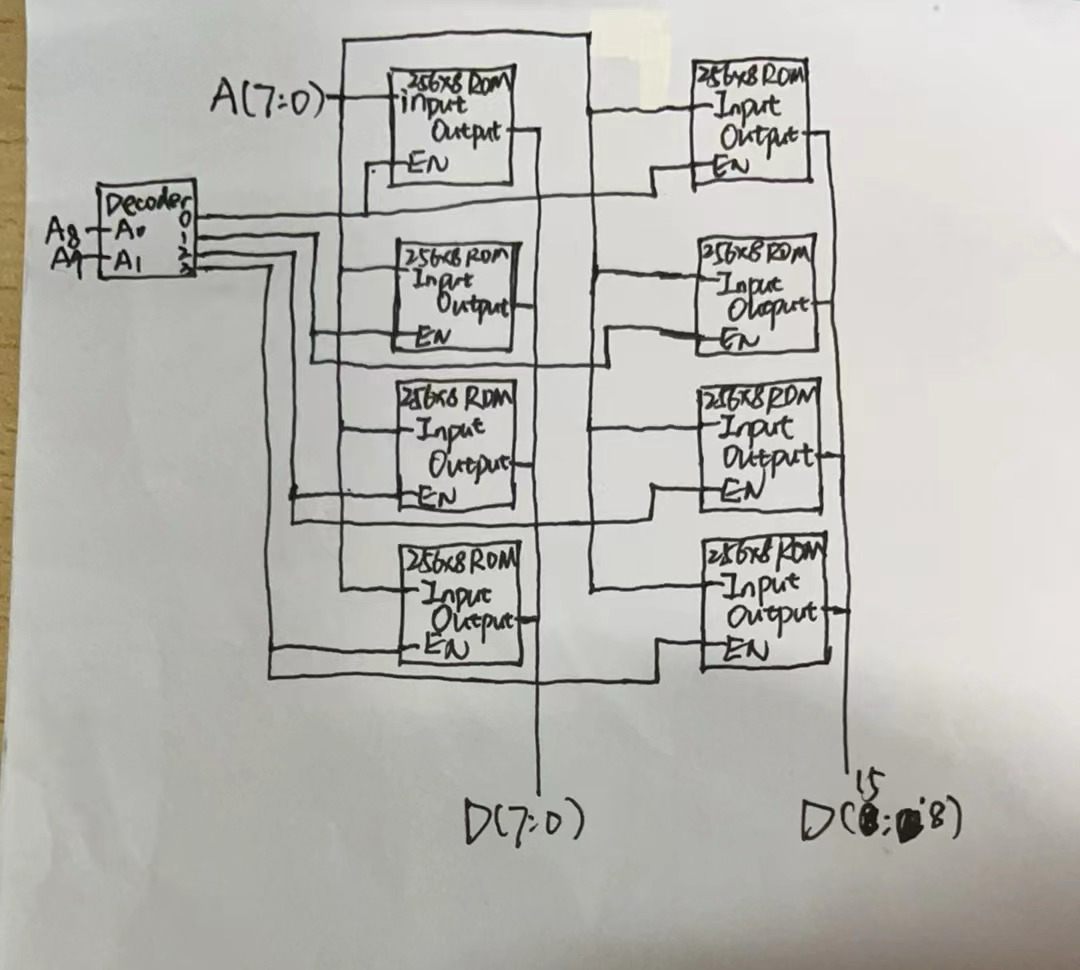 A(7:0)
256x8 ROM
input
Output
EN
256x8 ROM
Input
Output
EN
Decoder
A8 A0 0
1
A9 A1 2
3
256x8 ROM
Input
Output
EN
256x8 ROM
Input
Output
EN
256x8 ROM
Input
Output
EN
256x8 ROM
Input
Output
EN
256x8 ROM
Input
Output
EN
256x8 ROM
Input
Output
EN
D(7:0)
15
D( : 8)